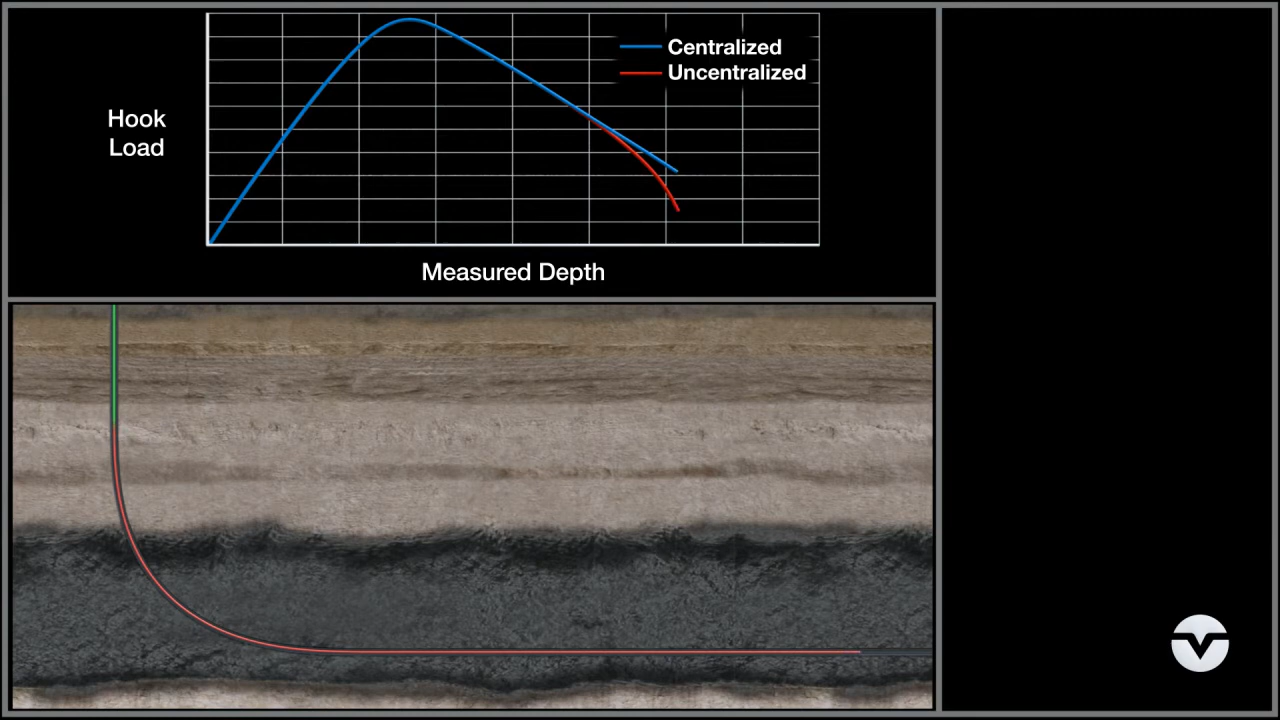 Centralized
Uncentralized
Hook
Load
Measured Depth